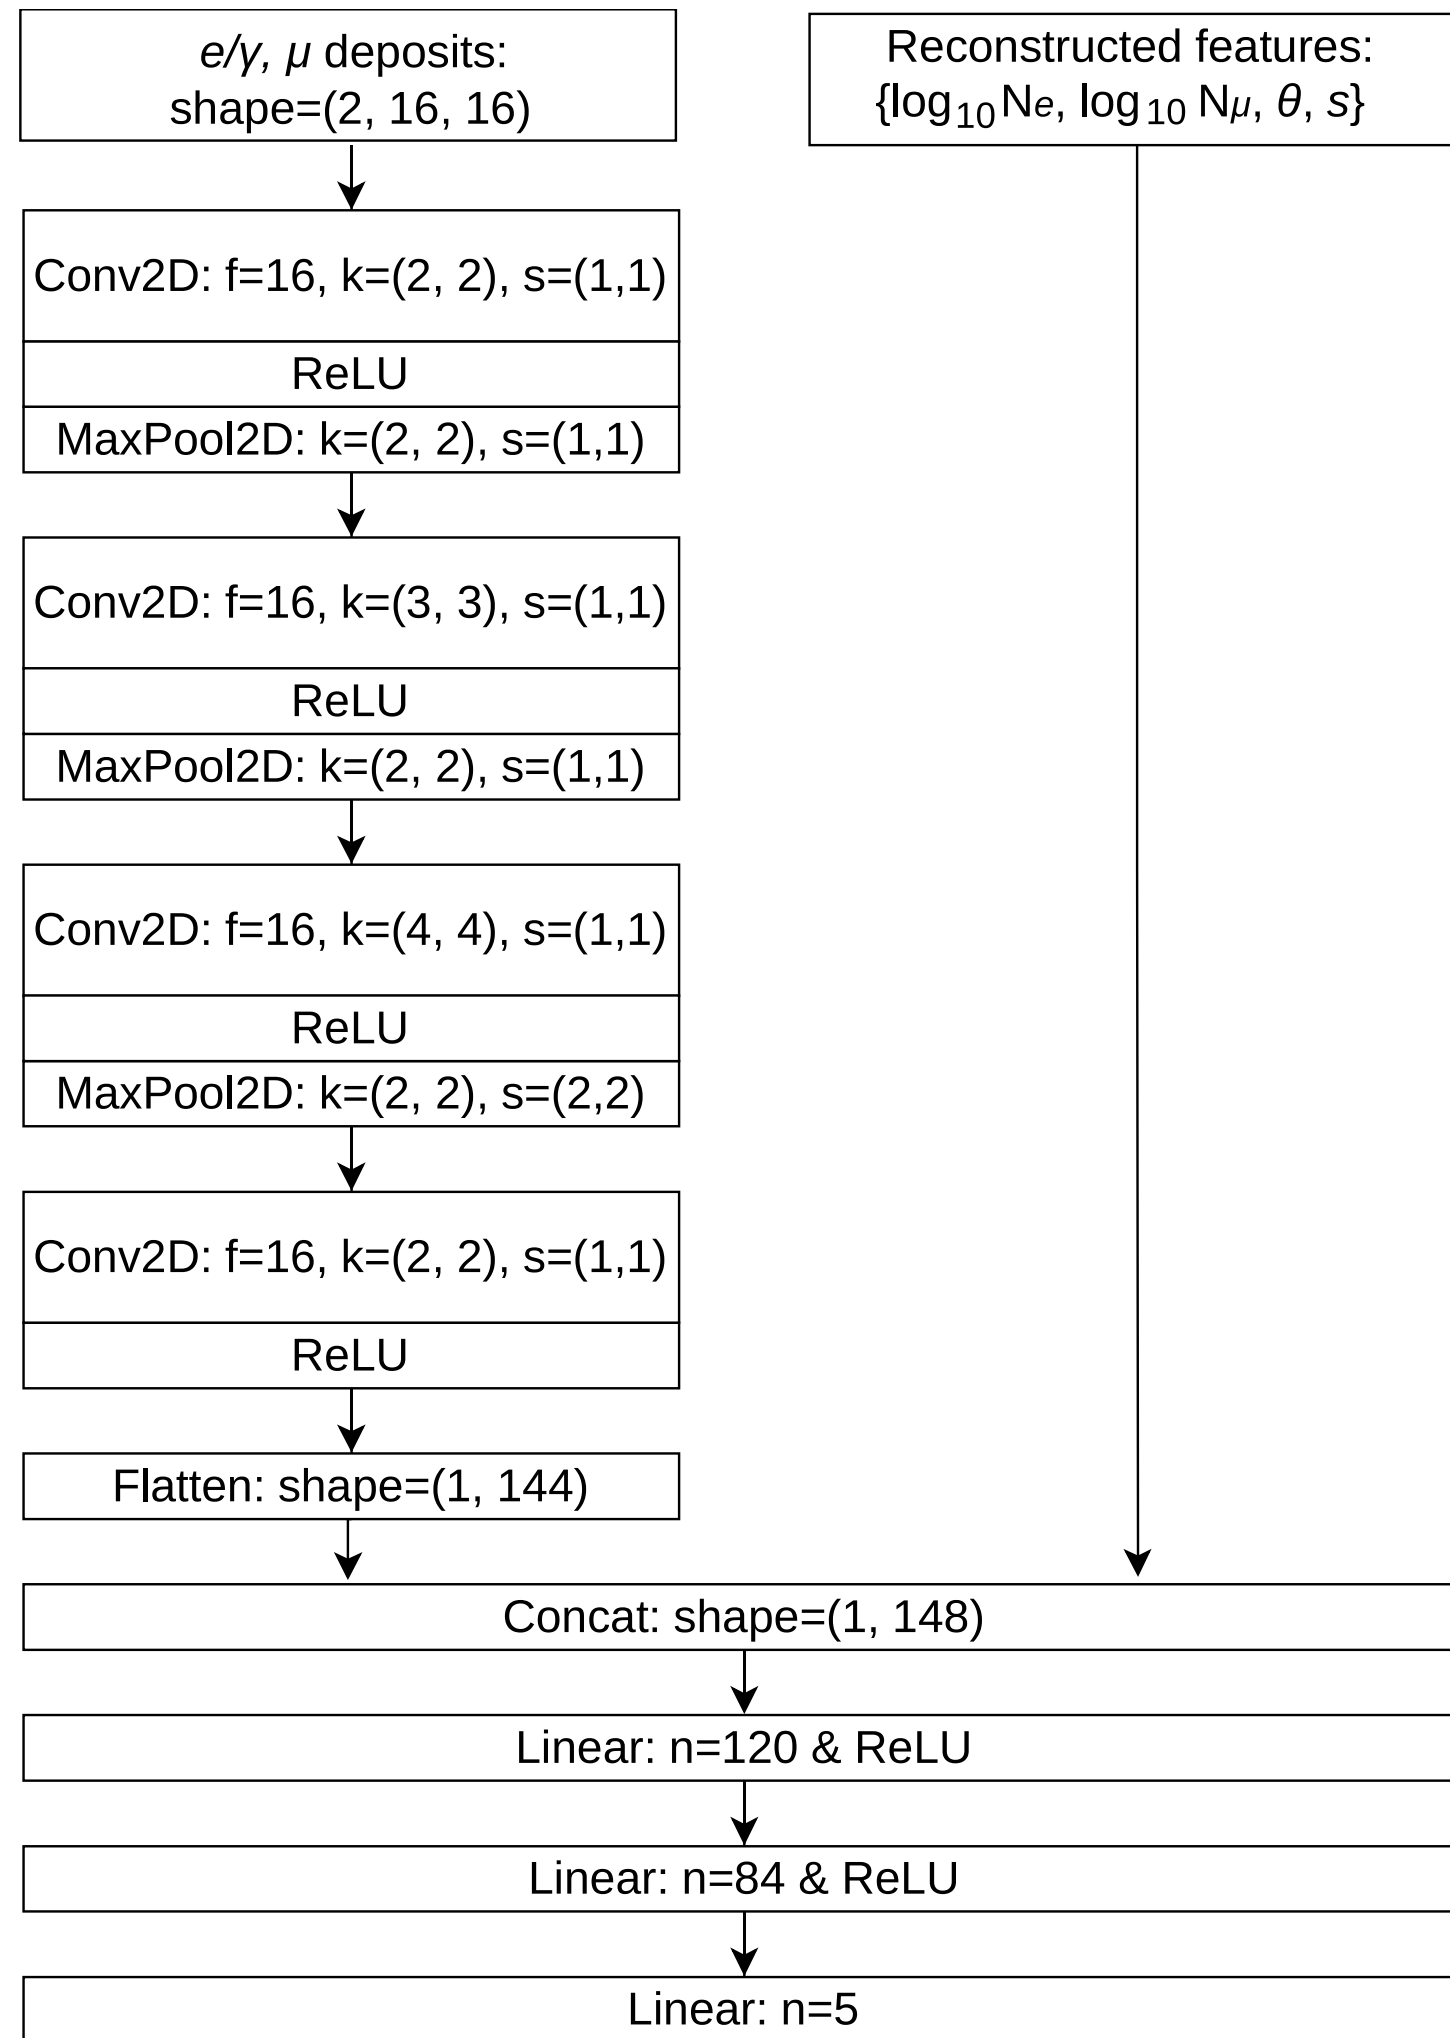 e/γ, μ deposits:
shape=(2, 16, 16)
Reconstructed features:
{log₁₀ Ne, log₁₀ Nμ, θ, s}
Conv2D: f=16, k=(2, 2), s=(1,1)
ReLU
MaxPool2D: k=(2, 2), s=(1,1)
Conv2D: f=16, k=(3, 3), s=(1,1)
ReLU
MaxPool2D: k=(2, 2), s=(1,1)
Conv2D: f=16, k=(4, 4), s=(1,1)
ReLU
MaxPool2D: k=(2, 2), s=(2,2)
Conv2D: f=16, k=(2, 2), s=(1,1)
ReLU
Flatten: shape=(1, 144)
Concat: shape=(1, 148)
Linear: n=120 & ReLU
Linear: n=84 & ReLU
Linear: n=5